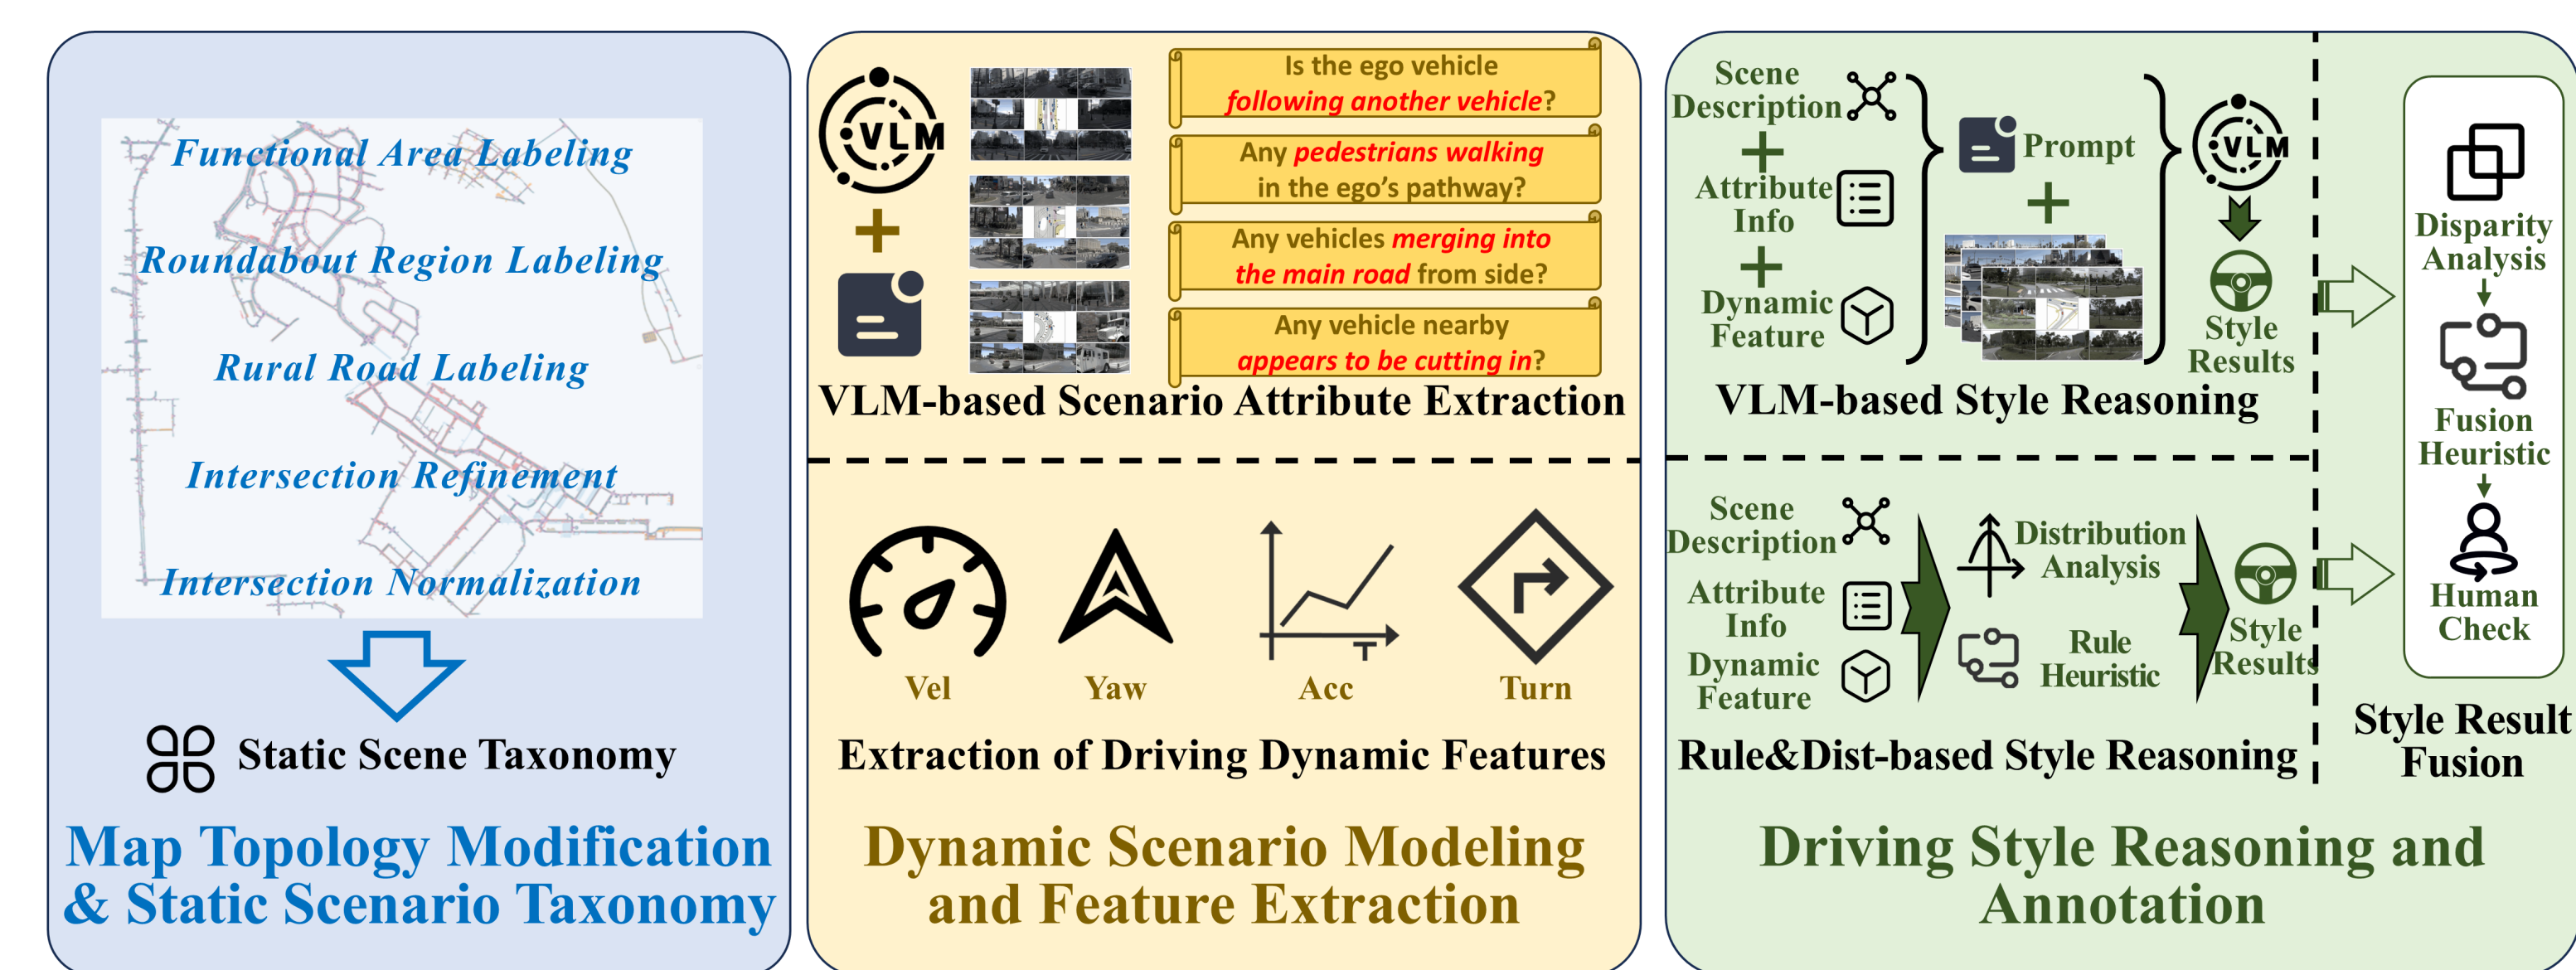 Functional Area Labeling
Roundabout Region Labeling
Rural Road Labeling
Intersection Refinement
Intersection Normalization
Static Scene Taxonomy
Map Topology Modification
& Static Scenario Taxonomy
VLM
Is the ego vehicle
following another vehicle?
Any pedestrians walking
in the ego's pathway?
Any vehicles merging into
the main road from side?
Any vehicle nearby
appears to be cutting in?
VLM-based Scenario Attribute Extraction
T
Vel
Yaw
Acc
Turn
Extraction of Driving Dynamic Features
Dynamic Scenario Modeling
and Feature Extraction
Scene
Description
Attribute
Info
Dynamic
Feature
Prompt
VLM
Style
Results
VLM-based Style Reasoning
Scene
Description
Attribute
Info
Dynamic
Feature
Distribution
Analysis
Rule
Heuristic
Style
Results
Rule&Dist-based Style Reasoning
Disparity
Analysis
Fusion
Heuristic
Human
Check
Style Result
Fusion
Driving Style Reasoning and
Annotation